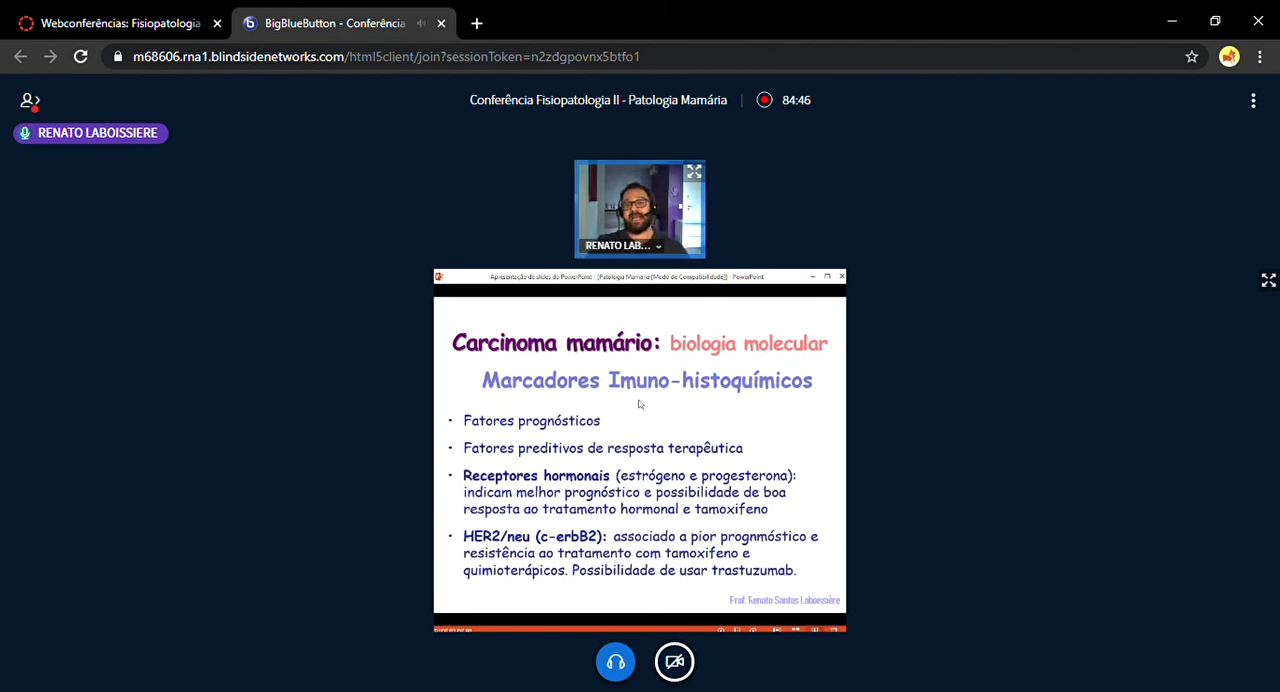 Webconferências: Fisiopatologia
BigBlueButton - Conferência
m68606.rna1.blindsidenetworks.com/html5client/join?sessionToken=n2zdgpovnx5btfo1
Conferência Fisiopatologia II - Patologia Mamária
84:46
RENATO LABOISSIERE
RENATO LAB...
Apresentação de slides do PowerPoint - [Patologia Mamária [Modo de Compatibilidade]] - PowerPoint
Carcinoma mamário: biologia molecular
Marcadores Imuno-histoquímicos
• Fatores prognósticos
• Fatores preditivos de resposta terapêutica
• Receptores hormonais (estrógeno e progesterona):
indicam melhor prognóstico e possibilidade de boa
resposta ao tratamento hormonal e tamoxifeno
• HER2/neu (c-erbB2): associado a pior prognmóstico e
resistência ao tratamento com tamoxifeno e
quimioterápicos. Possibilidade de usar trastuzumab.
Prof. Renato Santos Laboissière